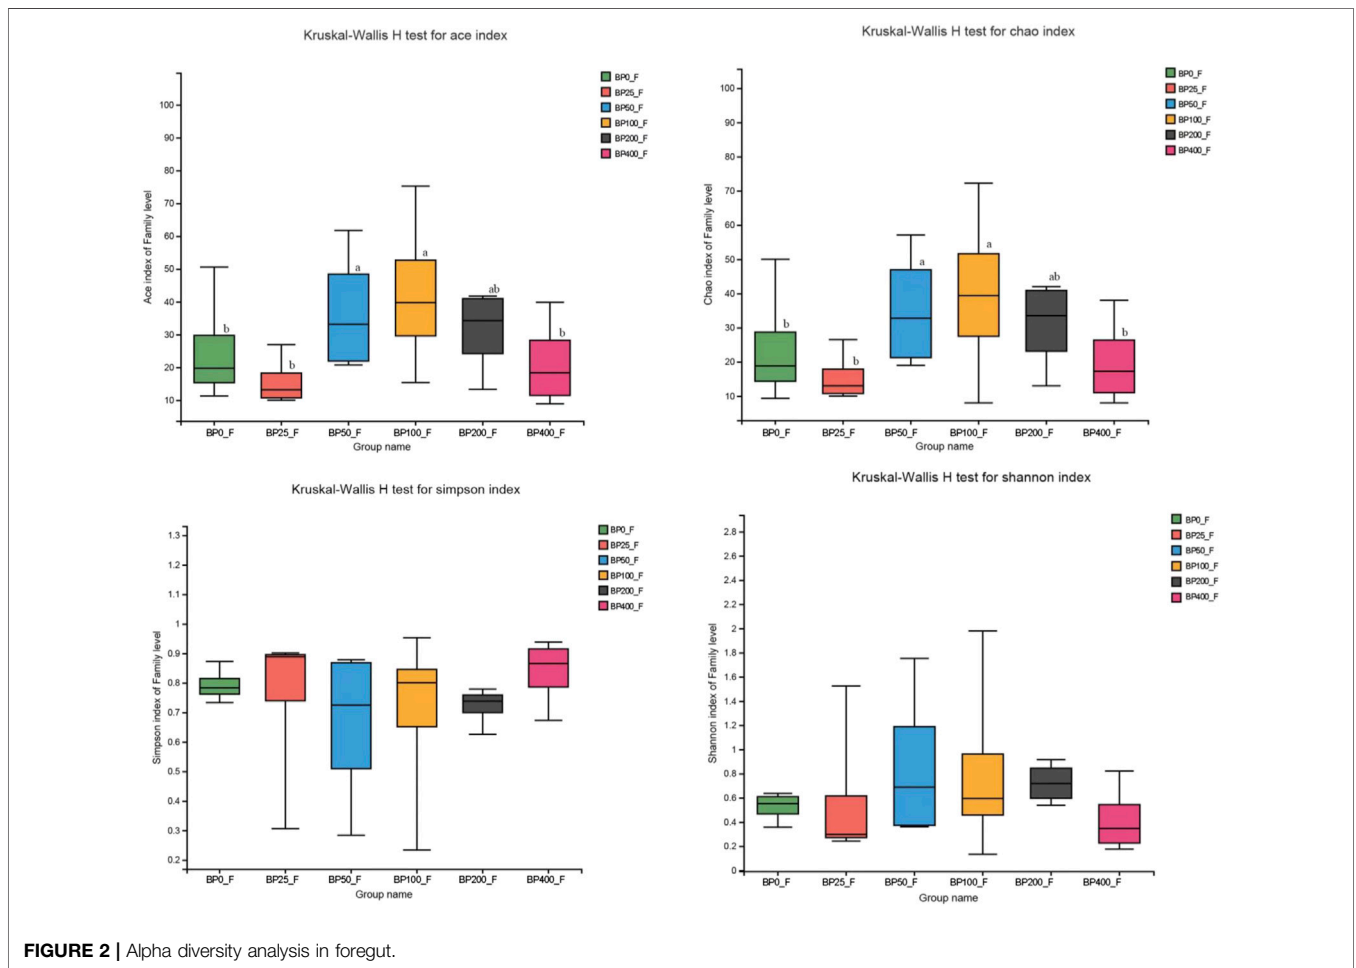 Kruskal-Wallis H test for ace index
Ace index of Family level
100
90
80
70
60
50
40
30
20
10
b
b
a
a
ab
b
BP0_F
BP25_F
BP50_F
BP100_F
BP200_F
BP400_F
Group name
BP0_F
BP25_F
BP50_F
BP100_F
BP200_F
BP400_F
Kruskal-Wallis H test for chao index
Chao index of Family level
100
90
80
70
60
50
40
30
20
10
b
b
a
a
ab
b
BP0_F
BP25_F
BP50_F
BP100_F
BP200_F
BP400_F
Group name
BP0_F
BP25_F
BP50_F
BP100_F
BP200_F
BP400_F
Kruskal-Wallis H test for simpson index
Simpson index of Family level
1.3
1.2
1.1
1
0.9
0.8
0.7
0.6
0.5
0.4
0.3
0.2
BP0_F
BP25_F
BP50_F
BP100_F
BP200_F
BP400_F
Group name
BP0_F
BP25_F
BP50_F
BP100_F
BP200_F
BP400_F
Kruskal-Wallis H test for shannon index
Shannon index of Family level
2.8
2.6
2.4
2.2
2
1.8
1.6
1.4
1.2
1
0.8
0.6
0.4
0.2
0
BP0_F
BP25_F
BP50_F
BP100_F
BP200_F
BP400_F
Group name
BP0_F
BP25_F
BP50_F
BP100_F
BP200_F
BP400_F
FIGURE 2 | Alpha diversity analysis in foregut.